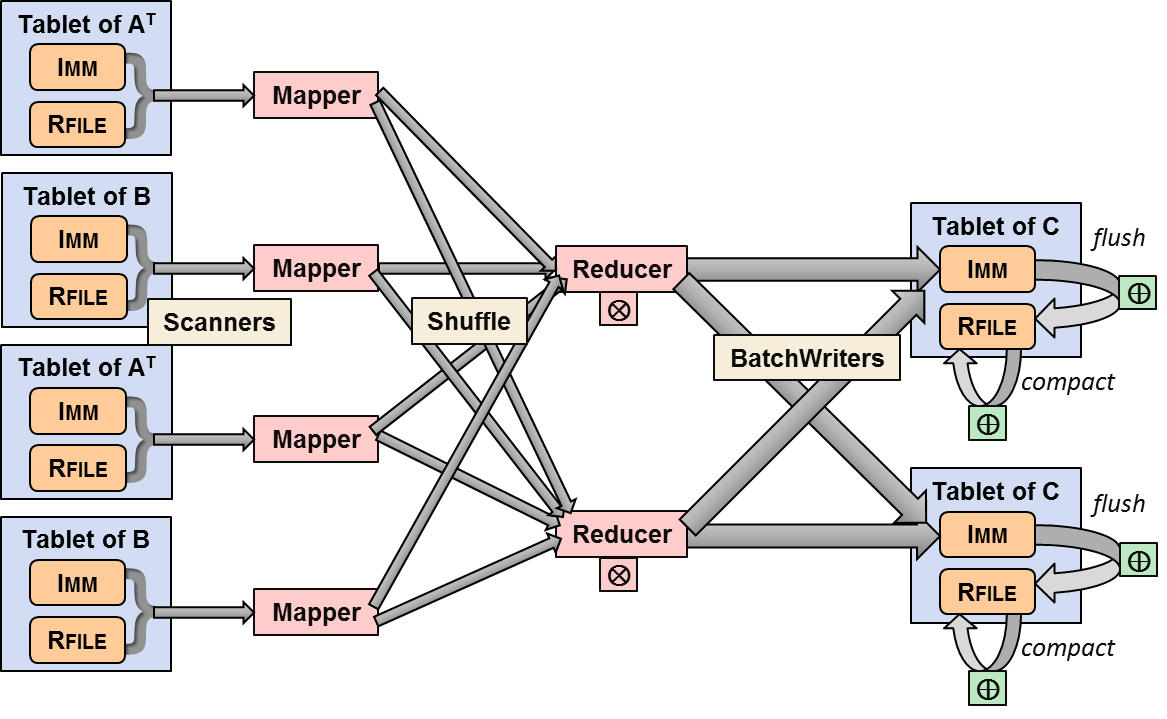 Tablet of Aᵀ
IMM
RFILE
Mapper
Tablet of B
IMM
RFILE
Mapper
Scanners
Tablet of Aᵀ
IMM
RFILE
Mapper
Tablet of B
IMM
RFILE
Mapper
Shuffle
Reducer
⊗
Reducer
⊗
BatchWriters
Tablet of C
IMM
RFILE
flush
⊕
compact
⊕
Tablet of C
IMM
RFILE
flush
⊕
compact
⊕